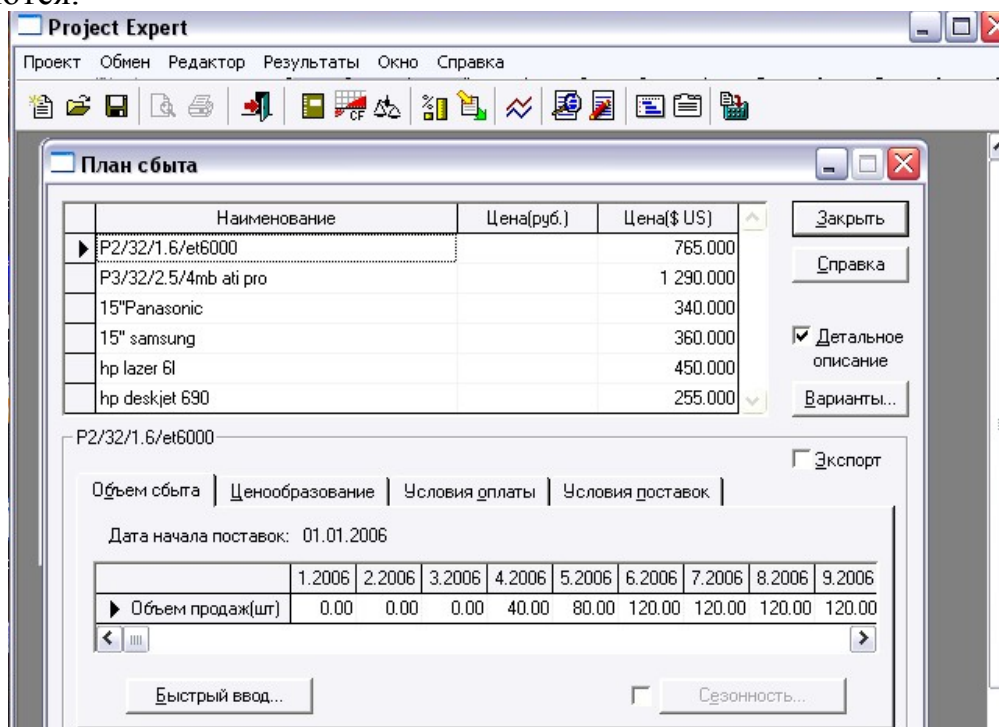 Project Expert
Проект Обмен Редактор Результаты Окно Справка
CF
План сбыта
Наименование Цена(руб.) Цена($ US)
P2/32/1.6/et6000 765.000
P3/32/2.5/4mb ati pro 1 290.000
15"Panasonic 340.000
15" samsung 360.000
hp lazer 6l 450.000
hp deskjet 690 255.000
Закрыть
Справка
Детальное
описание
Варианты...
P2/32/1.6/et6000
Экспорт
Объем сбыта Ценообразование Условия оплаты Условия поставок
Дата начала поставок: 01.01.2006
1.2006 2.2006 3.2006 4.2006 5.2006 6.2006 7.2006 8.2006 9.2006
Объем продаж(шт) 0.00 0.00 0.00 40.00 80.00 120.00 120.00 120.00 120.00
Быстрый ввод... Сезонность...